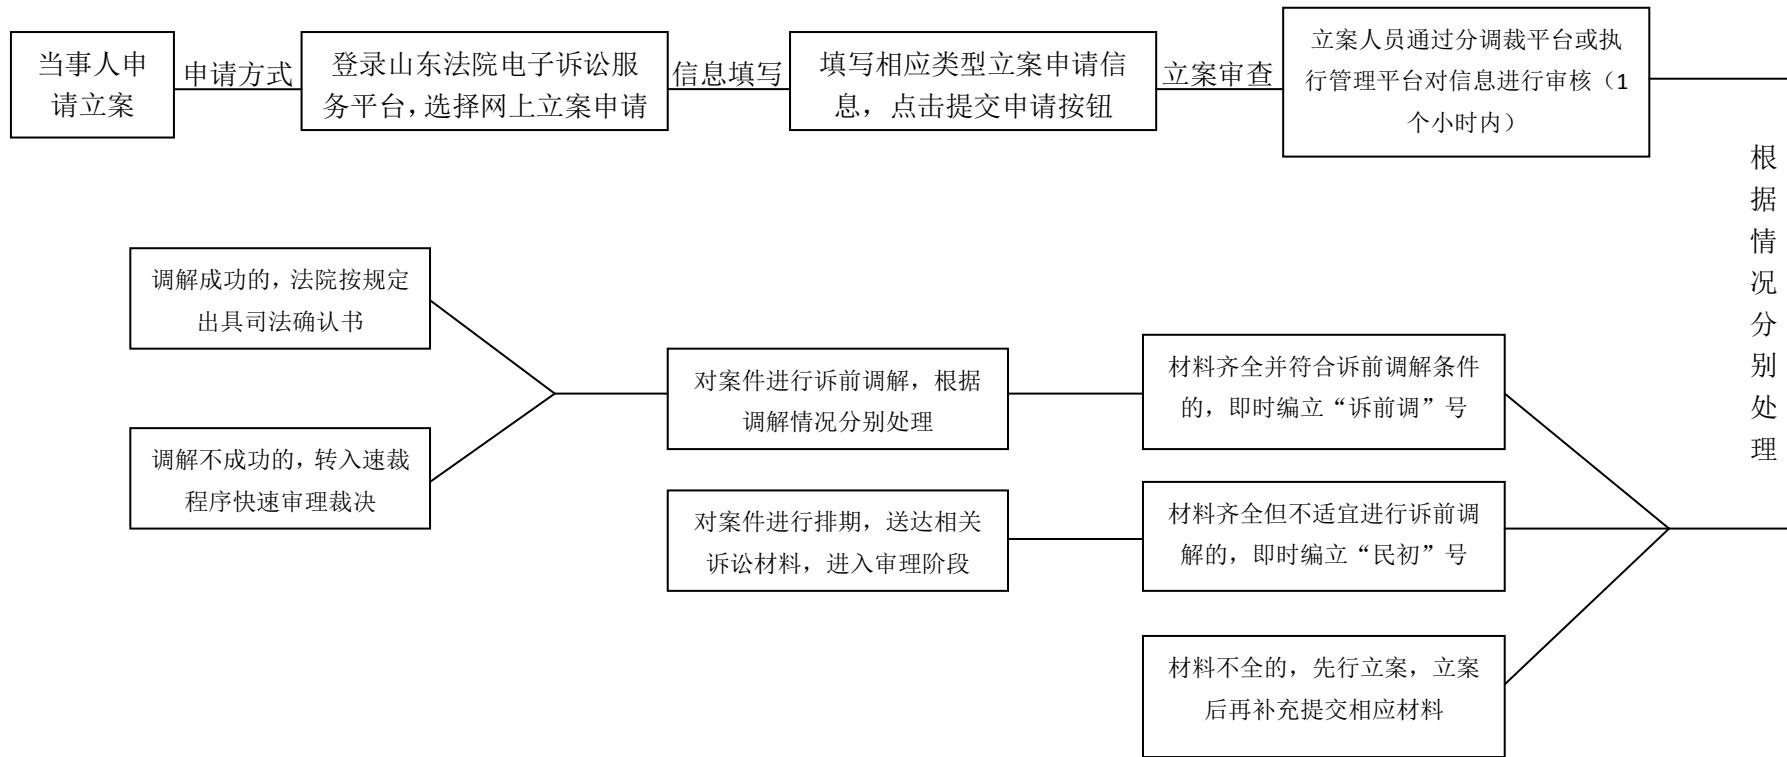 当事人申
请立案
申请方式
登录山东法院电子诉讼服
务平台，选择网上立案申请
信息填写
填写相应类型立案申请信
息，点击提交申请按钮
立案审查
立案人员通过分调裁平台或执
行管理平台对信息进行审核（1
个小时内）
根
据
情
况
分
别
处
理
调解成功的，法院按规定
出具司法确认书
调解不成功的，转入速裁
程序快速审理裁决
对案件进行诉前调解，根据
调解情况分别处理
对案件进行排期，送达相关
诉讼材料，进入审理阶段
材料齐全并符合诉前调解条件
的，即时编立“诉前调”号
材料齐全但不适宜进行诉前调
解的，即时编立“民初”号
材料不全的，先行立案，立案
后再补充提交相应材料